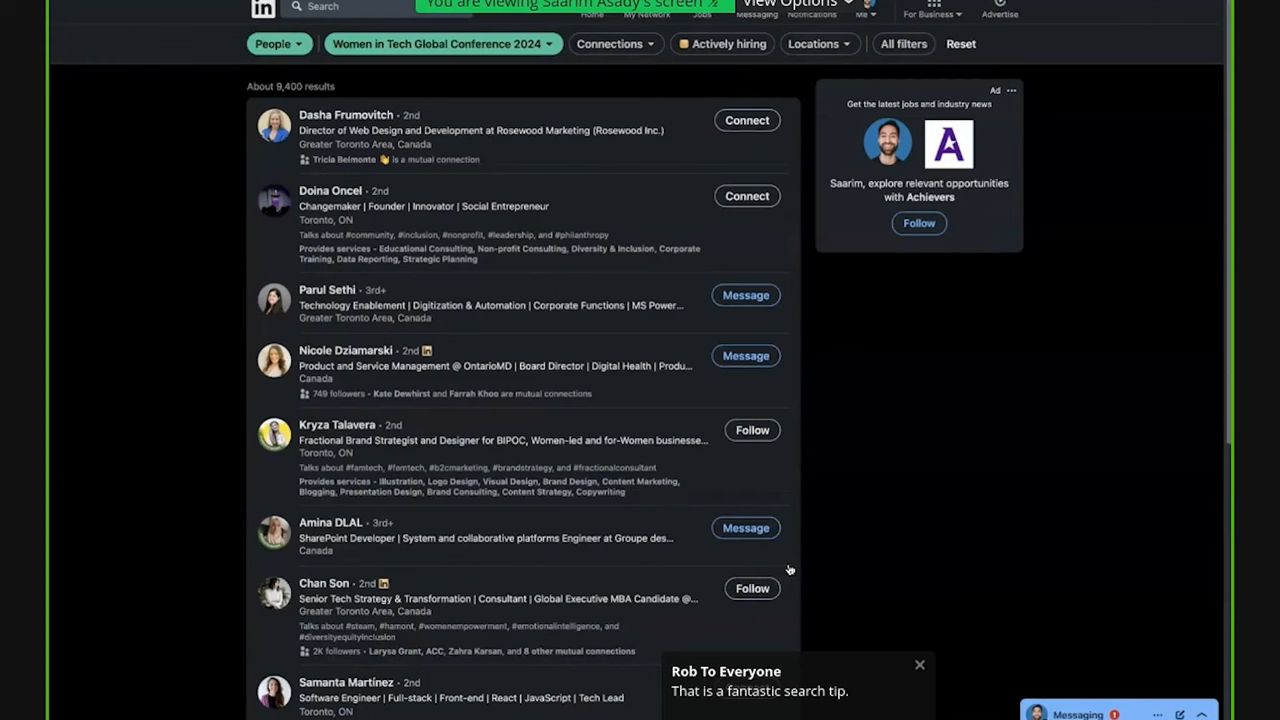 You are viewing Saarim Asady's screen
View Options
in
Search
Home
My Network
Jobs
Messaging
Notifications
Me
For Business
Advertise
People
Women in Tech Global Conference 2024
Connections
Actively hiring
Locations
All filters
Reset
About 9,400 results
Dasha Frumovitch • 2nd
Connect
Director of Web Design and Development at Rosewood Marketing (Rosewood Inc.)
Greater Toronto Area, Canada
Tricia Belmonte 👋 is a mutual connection
Doina Oncel • 2nd
Connect
Changemaker | Founder | Innovator | Social Entrepreneur
Toronto, ON
Talks about #community, #inclusion, #nonprofit, #leadership, and #philanthropy
Provides services - Educational Consulting, Non-profit Consulting, Diversity & Inclusion, Corporate
Training, Data Reporting, Strategic Planning
Parul Sethi • 3rd+
Message
Technology Enablement | Digitization & Automation | Corporate Functions | MS Power...
Greater Toronto Area, Canada
Nicole Dziamarski • 2nd in
Message
Product and Service Management @ OntarioMD | Board Director | Digital Health | Produ...
Canada
749 followers • Kate Dewhirst and Farrah Khoo are mutual connections
Kryza Talavera • 2nd
Follow
Fractional Brand Strategist and Designer for BIPOC, Women-led and for-Women businesse...
Toronto, ON
Talks about #famtech, #femtech, #b2cmarketing, #brandstrategy, and #fractionalconsultant
Provides services - Illustration, Logo Design, Visual Design, Brand Design, Content Marketing,
Blogging, Presentation Design, Brand Consulting, Content Strategy, Copywriting
Amina DLAL • 3rd+
Message
SharePoint Developer | System and collaborative platforms Engineer at Groupe des...
Canada
Chan Son • 2nd in
Follow
Senior Tech Strategy & Transformation | Consultant | Global Executive MBA Candidate @...
Greater Toronto Area, Canada
Talks about #steam, #hamont, #womenempowerment, #emotionalintelligence, and
#diversityequityinclusion
2K followers • Larysa Grant, ACC, Zahra Karsan, and 8 other mutual connections
Samanta Martínez • 2nd
Software Engineer | Full-stack | Front-end | React | JavaScript | Tech Lead
Toronto, ON
Ad ...
Get the latest jobs and industry news
A
Saarim, explore relevant opportunities
with Achievers
Follow
Rob To Everyone
That is a fantastic search tip.
Messaging 1